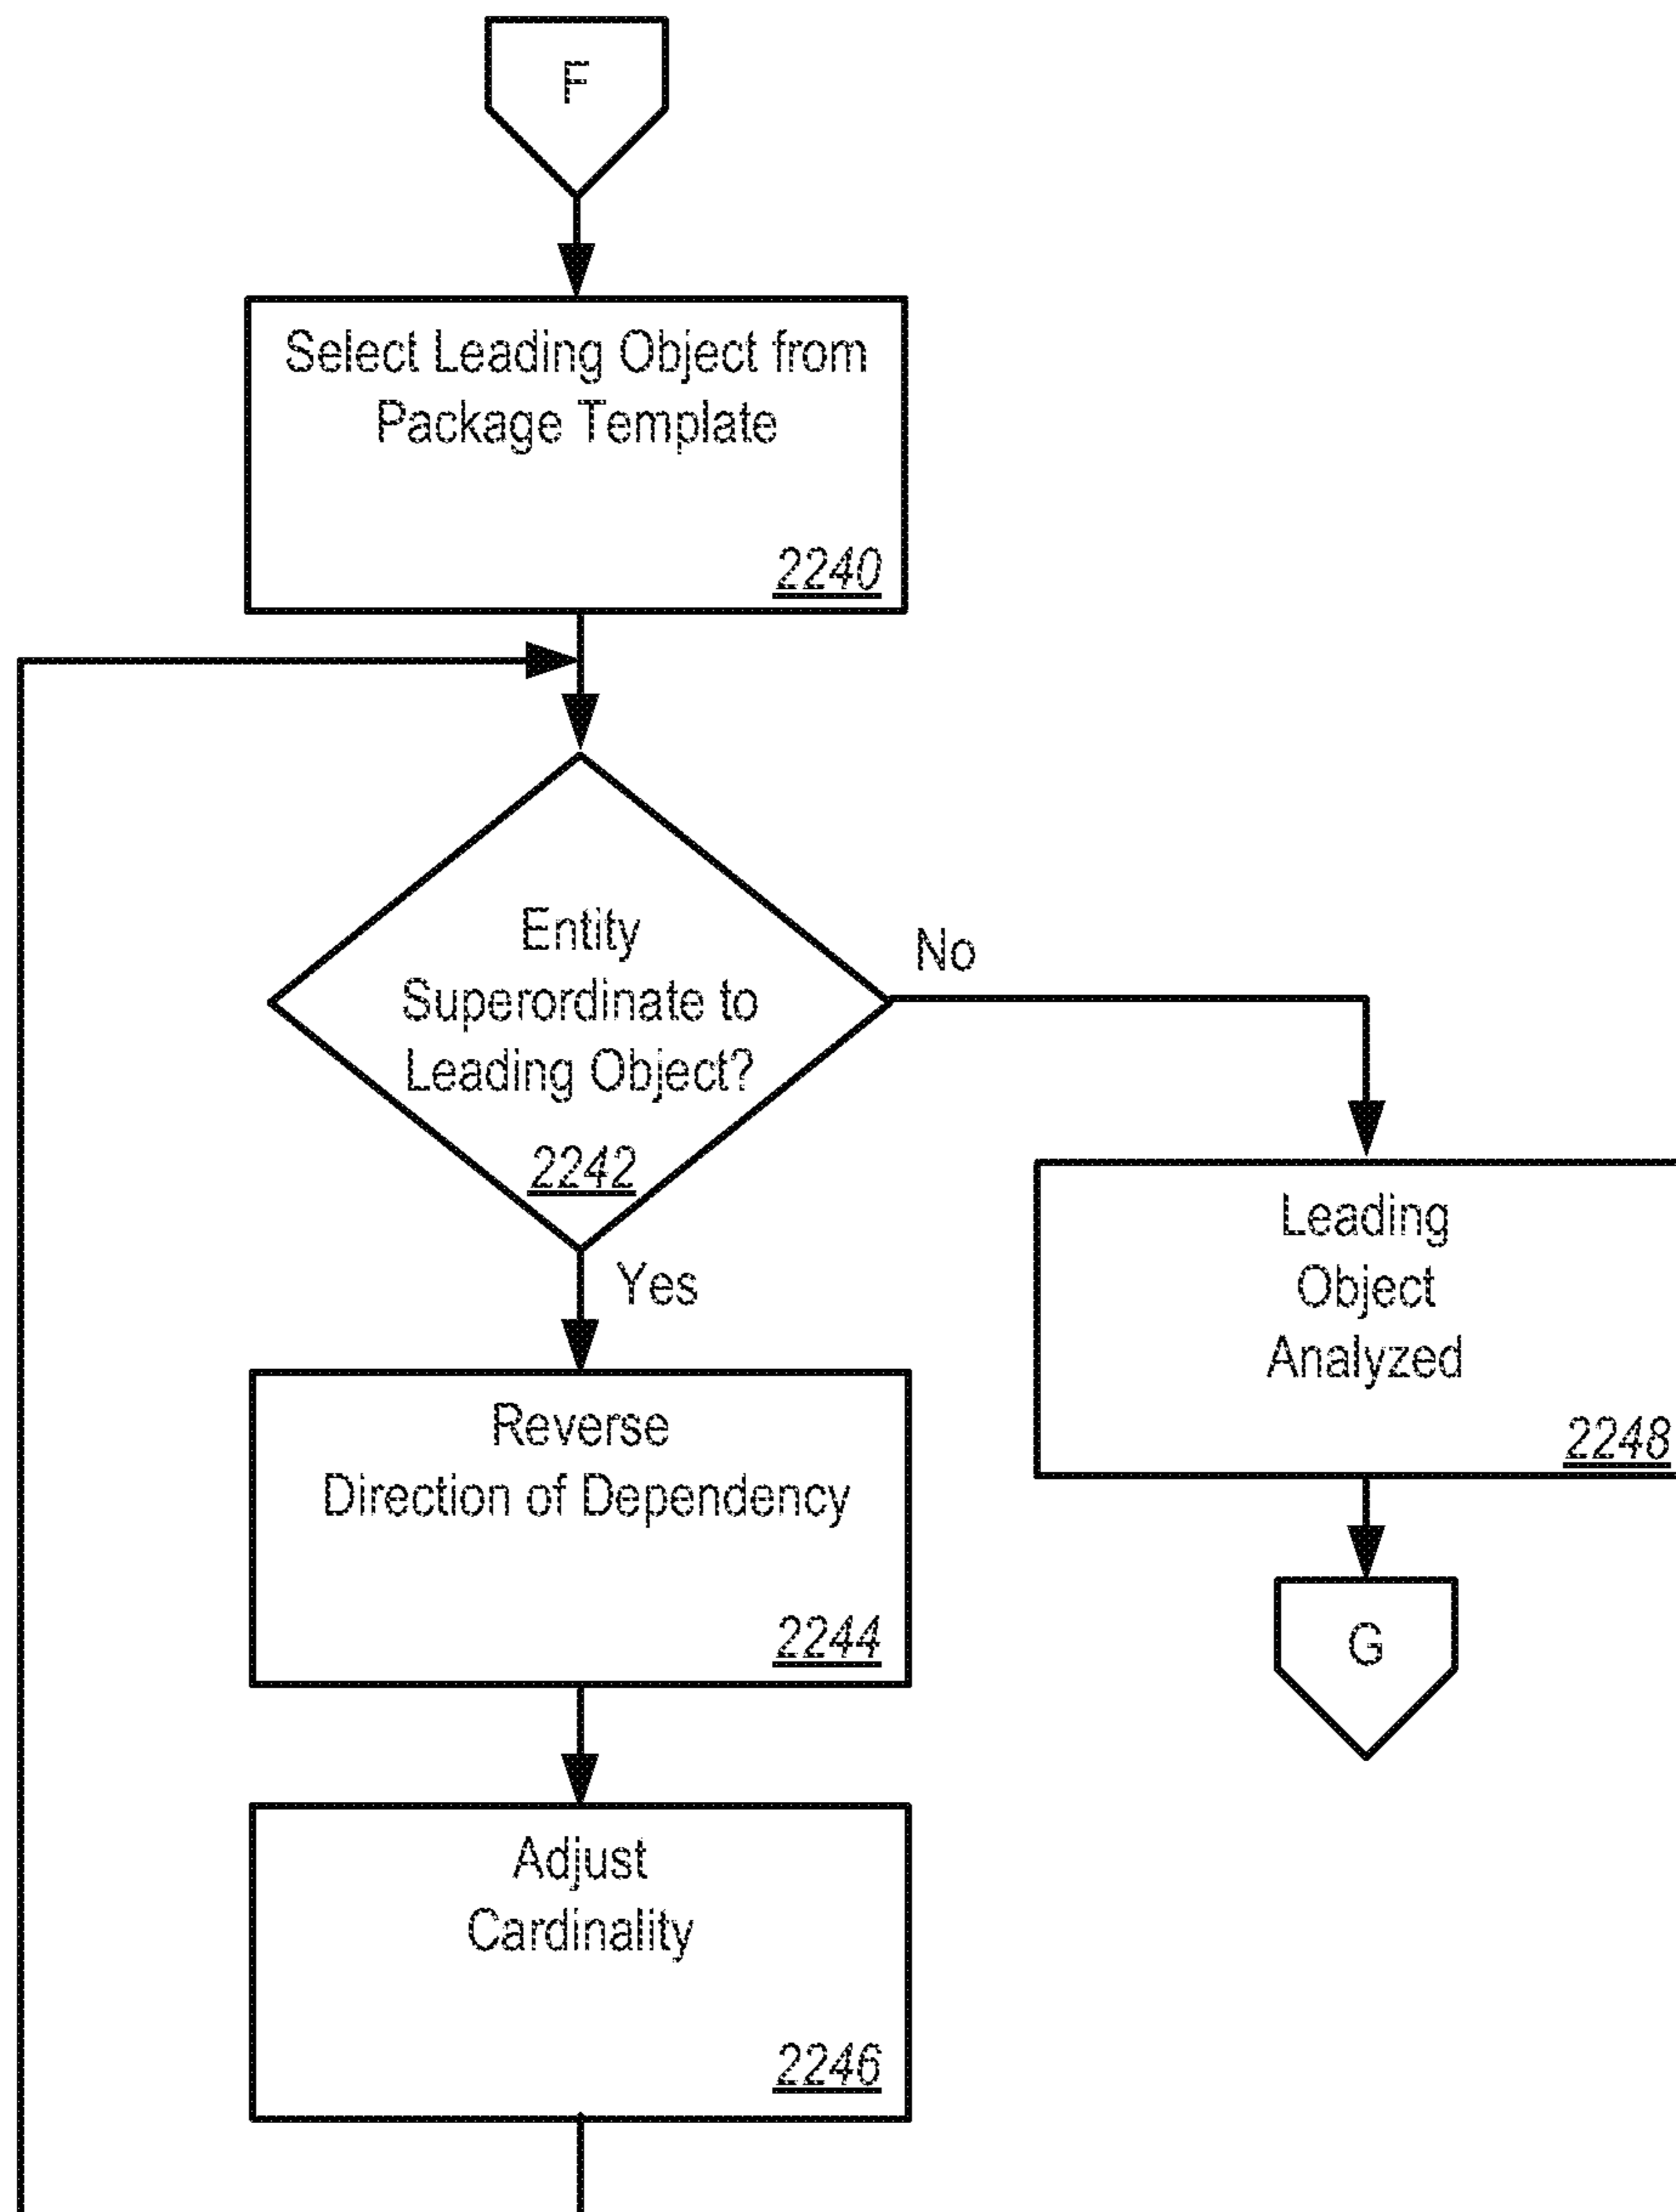 F
Select Leading Object from
Package Template
2240
Entity
Superordinate to
Leading Object?
2242
No
Yes
Leading
Object
Analyzed
2248
Reverse
Direction of Dependency
2244
G
Adjust
Cardinality
2246